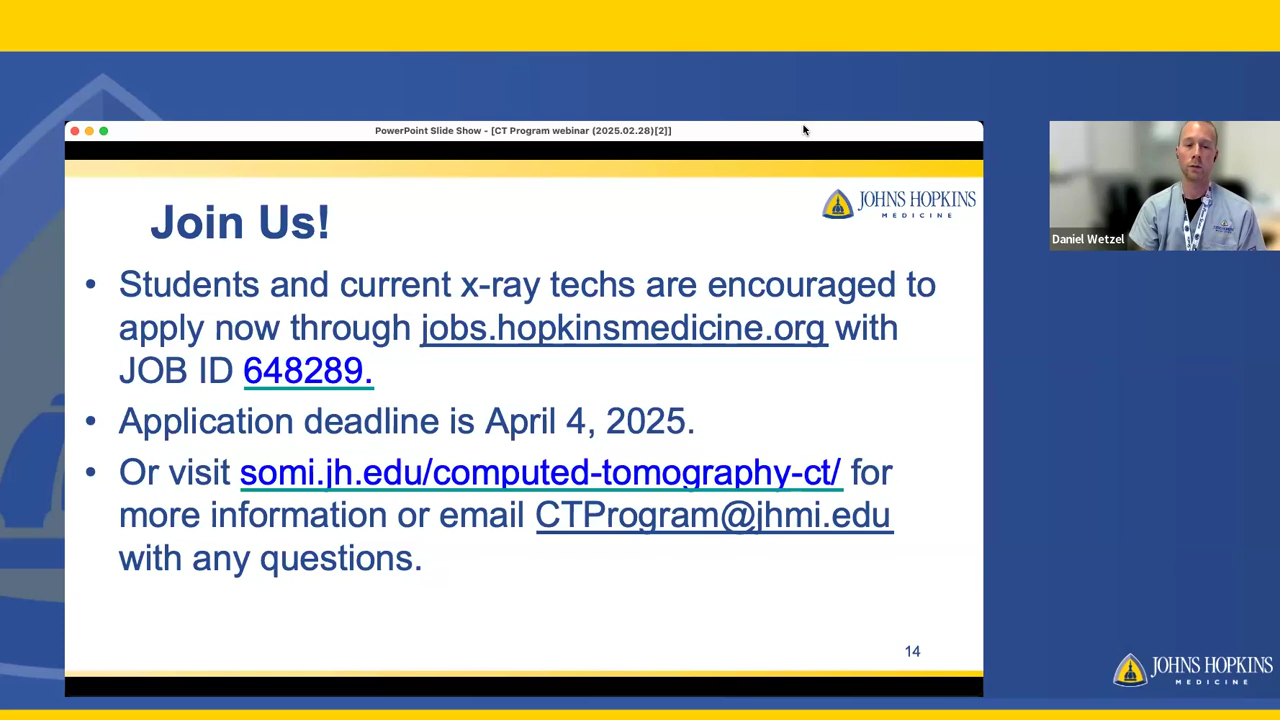 PowerPoint Slide Show - [CT Program webinar (2025.02.28)[2]]
JOHNS HOPKINS
MEDICINE
Join Us!
• Students and current x-ray techs are encouraged to
apply now through jobs.hopkinsmedicine.org with
JOB ID 648289.
• Application deadline is April 4, 2025.
• Or visit somi.jh.edu/computed-tomography-ct/ for
more information or email CTProgram@jhmi.edu
with any questions.
14
Daniel Wetzel
JOHNS HOPKINS
MEDICINE